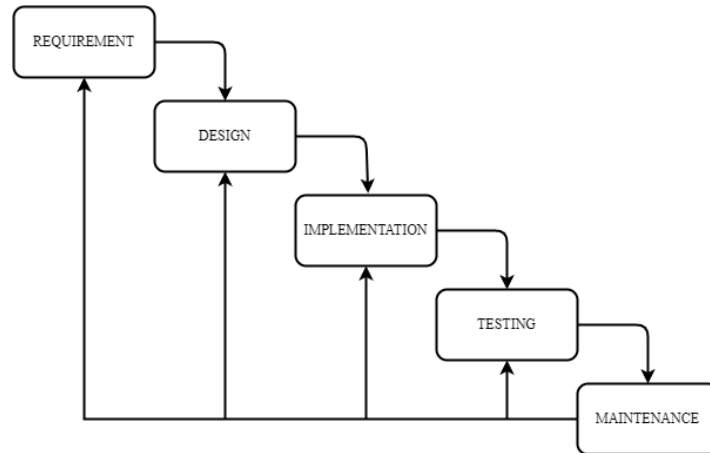 REQUIREMENT
DESIGN
IMPLEMENTATION
TESTING
MAINTENANCE